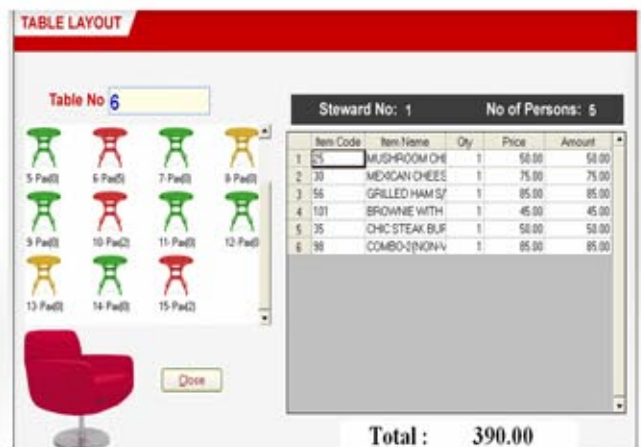 TABLE LAYOUT
Table No 6
5-Pax(0) 6-Pax(5) 7-Pax(0) 8-Pax(0)
9-Pax(0) 10-Pax(2) 11-Pax(0) 12-Pax(0
13-Pax(0) 14-Pax(0) 15-Pax(2)
Close
Steward No: 1 No of Persons: 5
Item Code Item Name Qty Price Amount
1 25 MUSHROOM CHE 1 50.00 50.00
2 30 MEXICAN CHEES 1 75.00 75.00
3 56 GRILLED HAM S/ 1 85.00 85.00
4 101 BROWNIE WITH 1 45.00 45.00
5 35 CHIC STEAK BUR 1 50.00 50.00
6 98 COMBO-2(NON-V 1 85.00 85.00
Total : 390.00